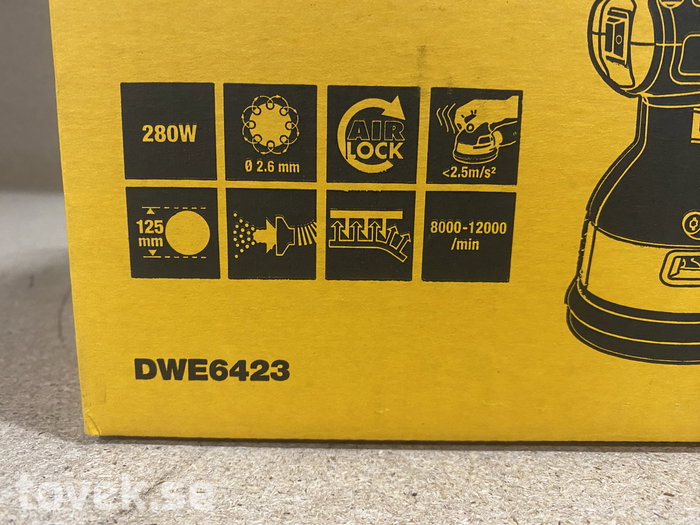 280W
Ø 2.6 mm
AIR
LOCK
<2.5m/s²
125
mm
8000-12000
/min
DWE6423
tovek.se